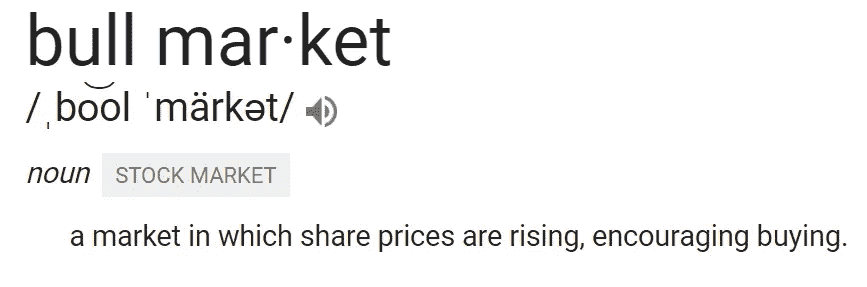 bull mar·ket
/ˌbo͝ol ˈmärkət/
noun STOCK MARKET
a market in which share prices are rising, encouraging buying.